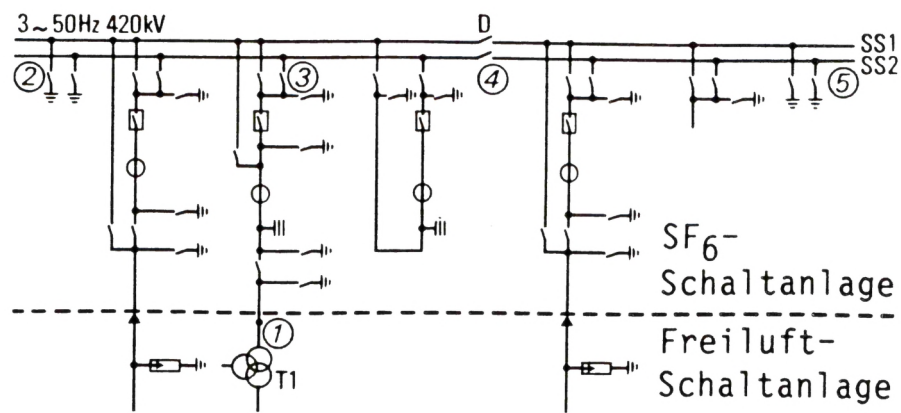 3~50Hz 420kV
D
SS1
SS2
②
③
④
⑤
SF6-
Schaltanlage
①
Freiluft-
Schaltanlage
T1